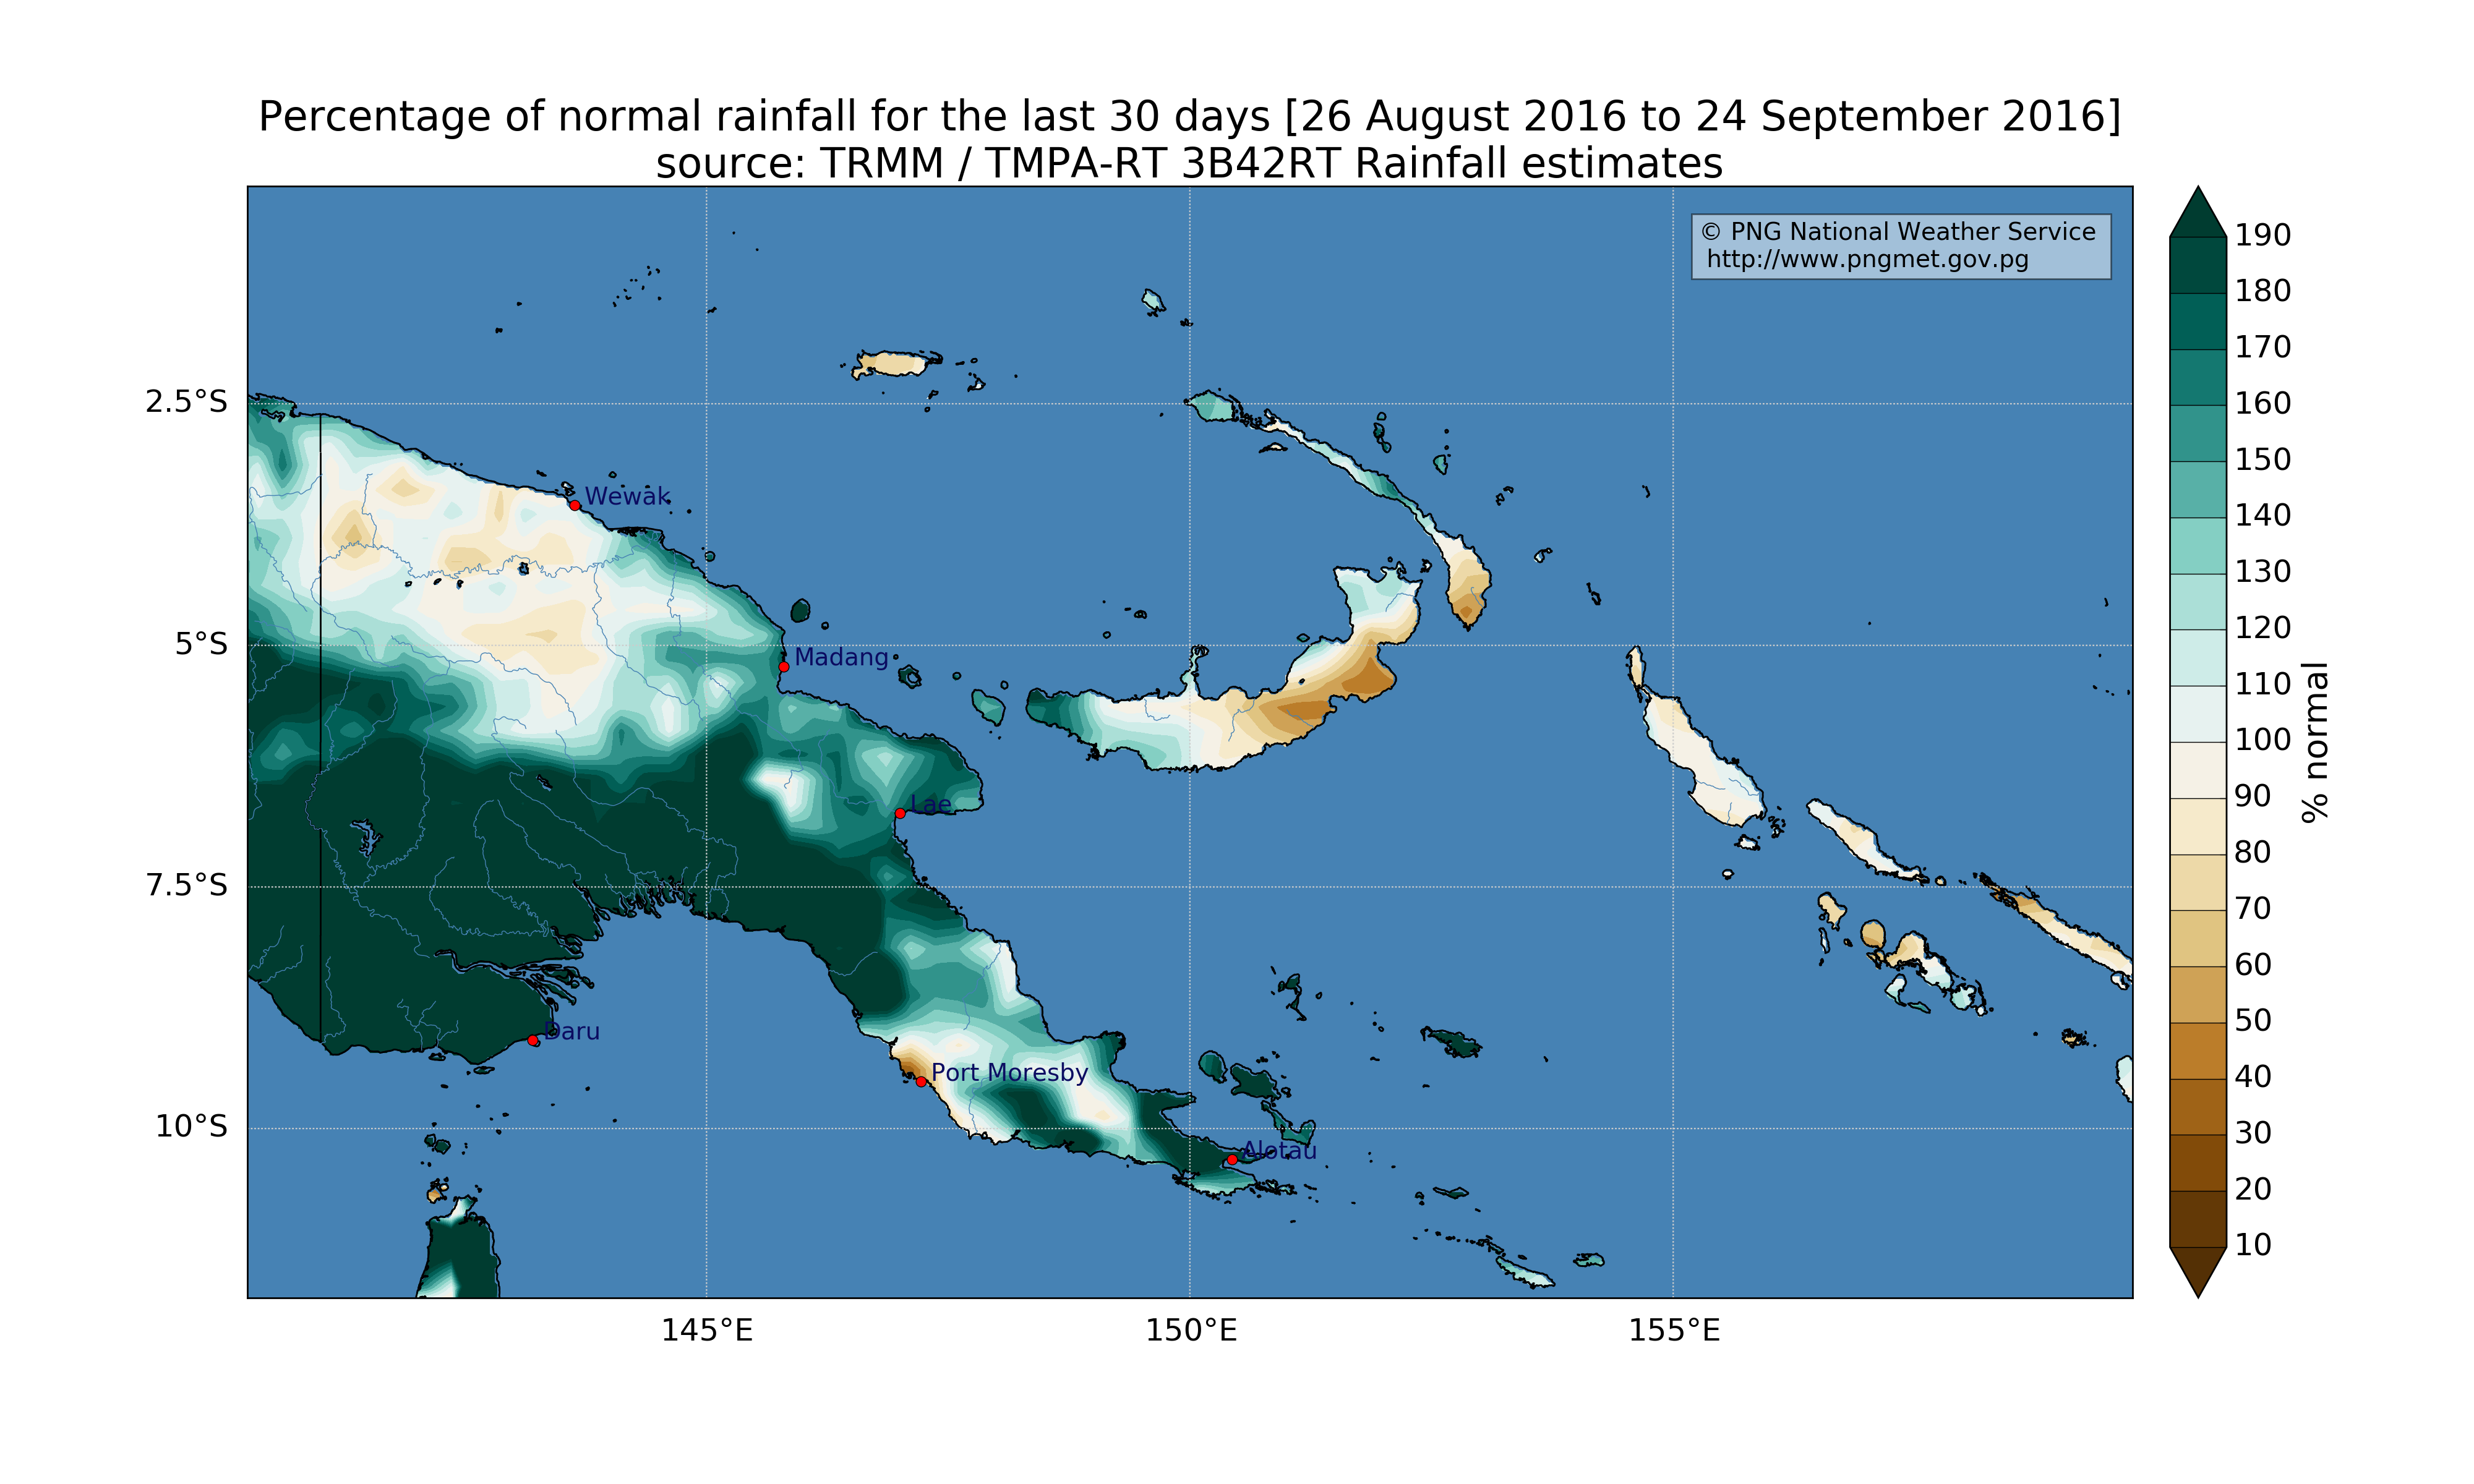 Percentage of normal rainfall for the last 30 days [26 August 2016 to 24 September 2016]
source: TRMM / TMPA-RT 3B42RT Rainfall estimates
© PNG National Weather Service
http://www.pngmet.gov.pg
190
180
170
160
150
140
130
120
110
100
90
80
70
60
50
40
30
20
10
% normal
2.5°S
5°S
7.5°S
10°S
Wewak
Madang
Lae
Daru
Port Moresby
Alotau
145°E
150°E
155°E